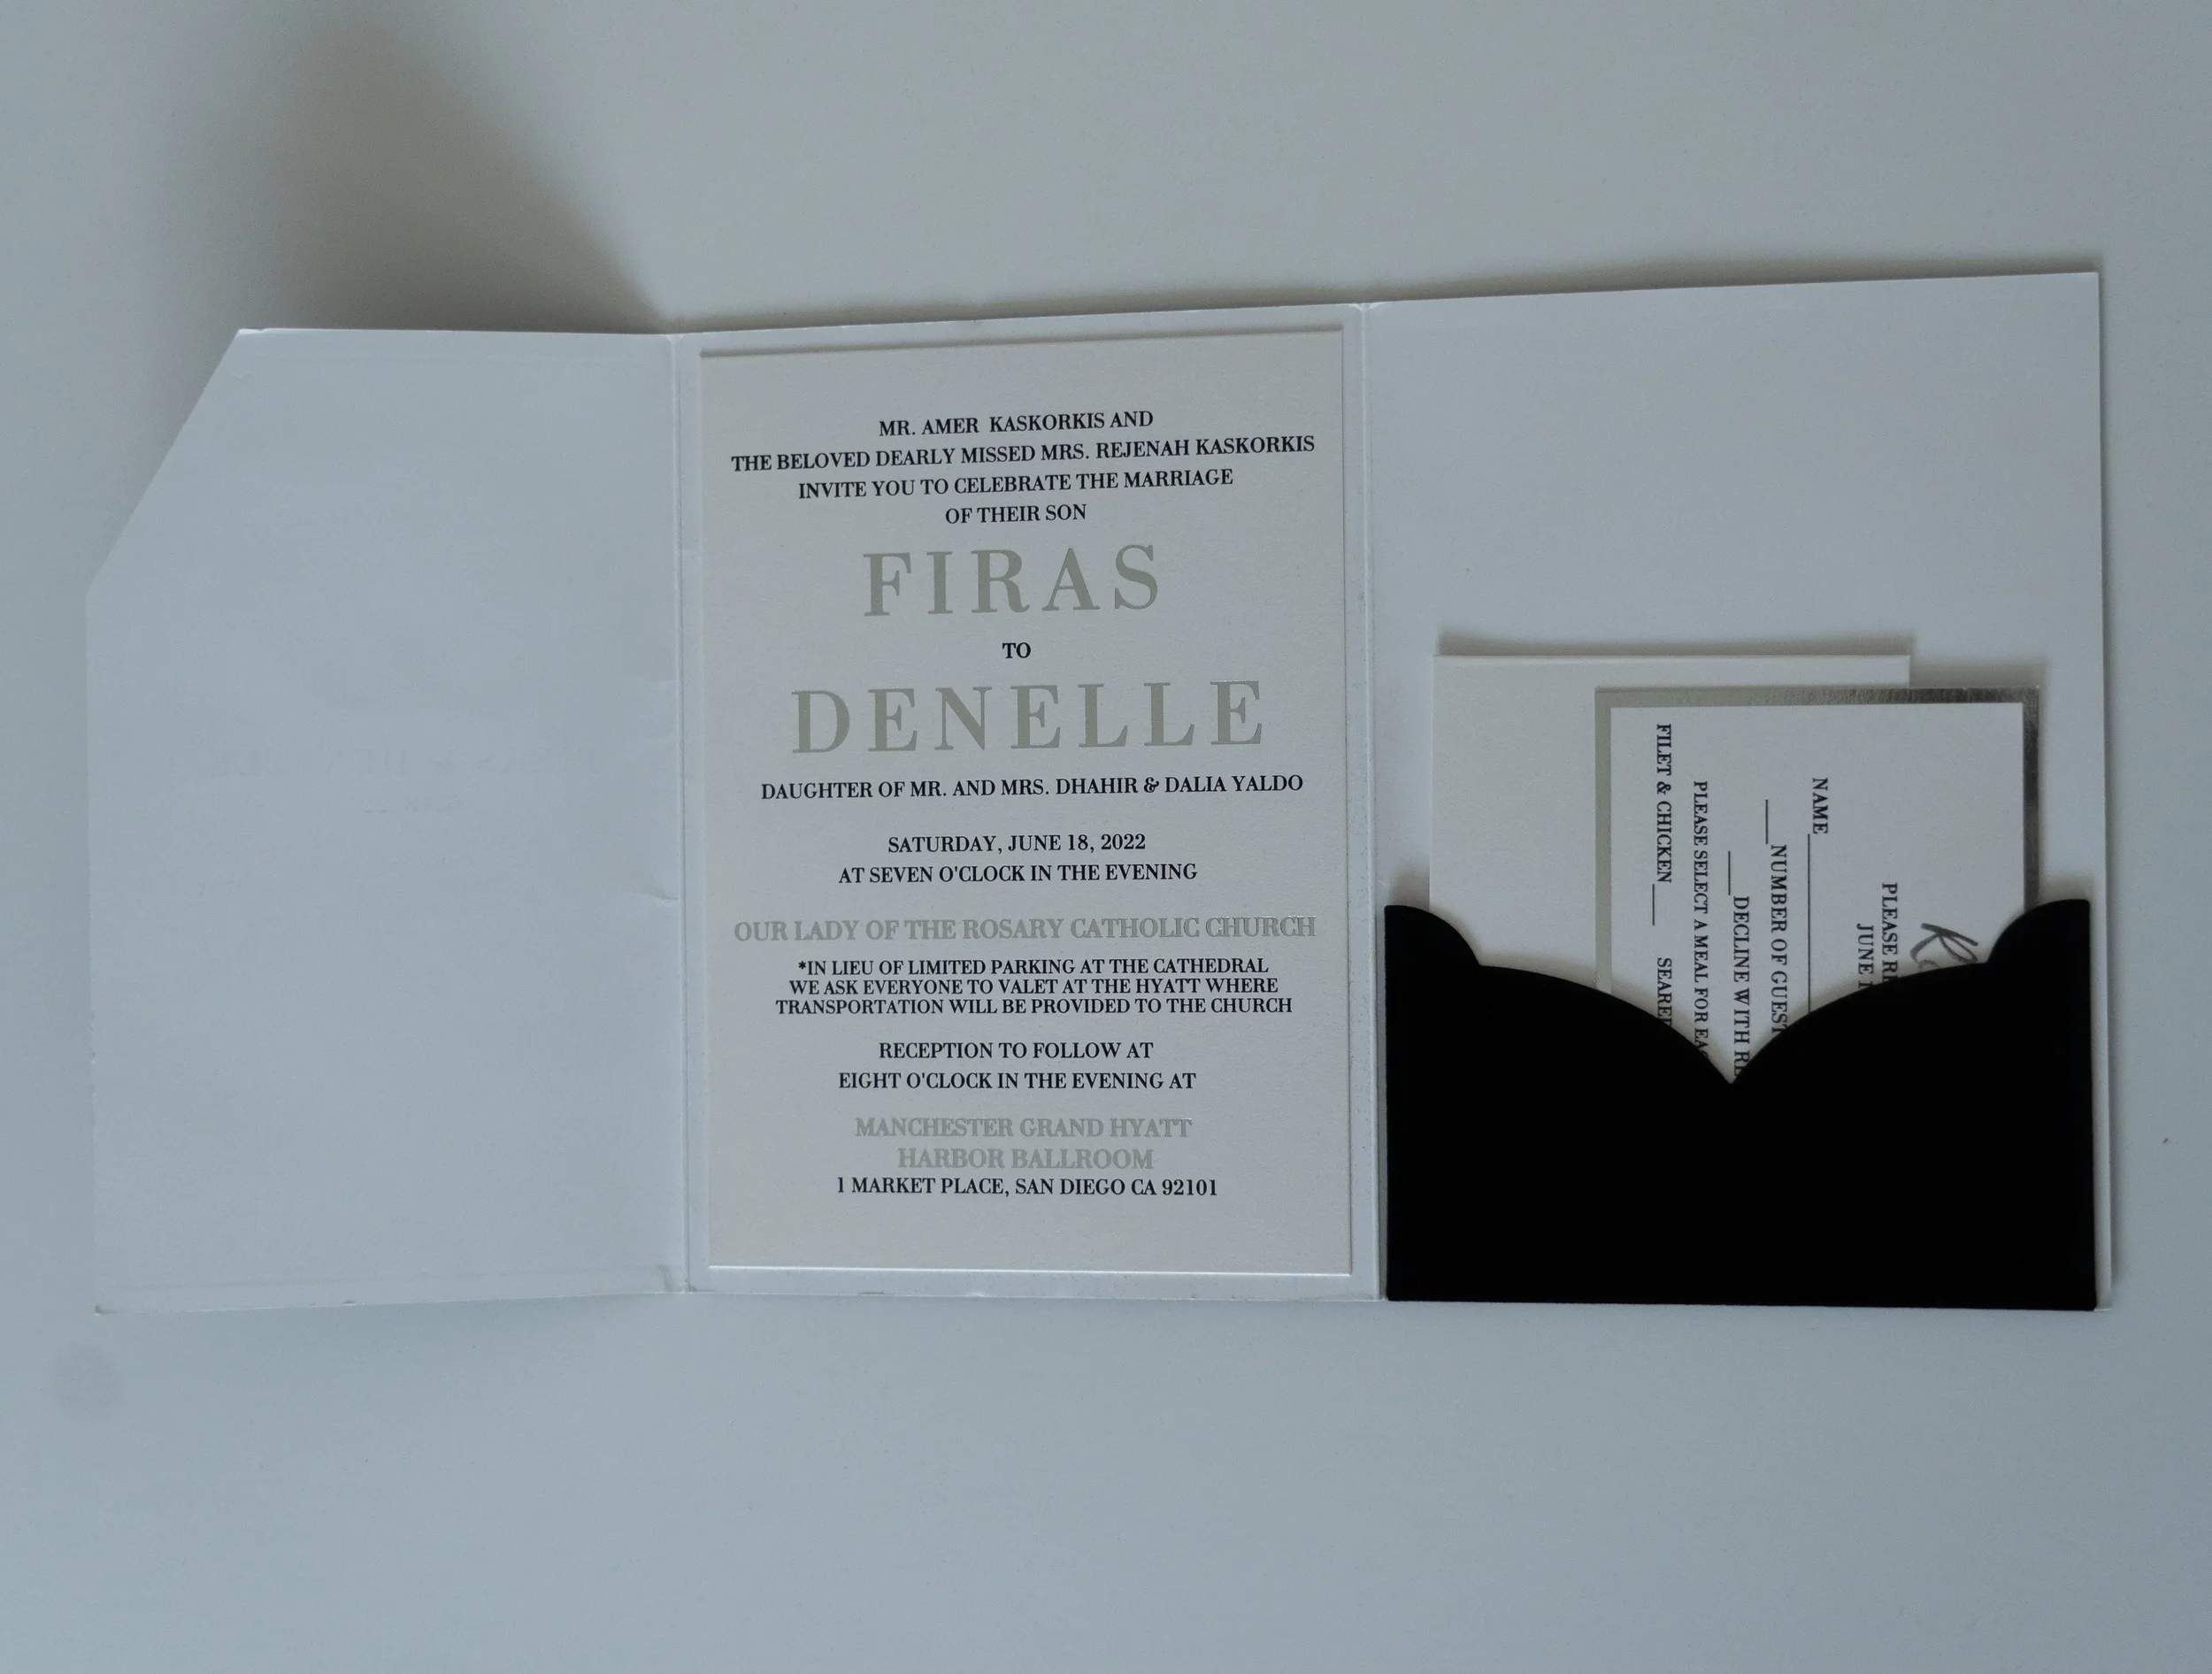 MR. AMER KASKORKIS AND
THE BELOVED DEARLY MISSED MRS. REJENAH KASKORKIS
INVITE YOU TO CELEBRATE THE MARRIAGE
OF THEIR SON
FIRAS
TO
DENELLE
DAUGHTER OF MR. AND MRS. DHAHIR & DALIA YALDO
SATURDAY, JUNE 18, 2022
AT SEVEN O'CLOCK IN THE EVENING
OUR LADY OF THE ROSARY CATHOLIC CHURCH
*IN LIEU OF LIMITED PARKING AT THE CATHEDRAL
WE ASK EVERYONE TO VALET AT THE HYATT WHERE
TRANSPORTATION WILL BE PROVIDED TO THE CHURCH
RECEPTION TO FOLLOW AT
EIGHT O'CLOCK IN THE EVENING AT
MANCHESTER GRAND HYATT
HARBOR BALLROOM
1 MARKET PLACE, SAN DIEGO CA 92101
PLEASE
JUNE
NAME
NUMBER OF
DECLINE WITH
PLEASE SELECT A MEAL FOR
FILET & CHICKEN